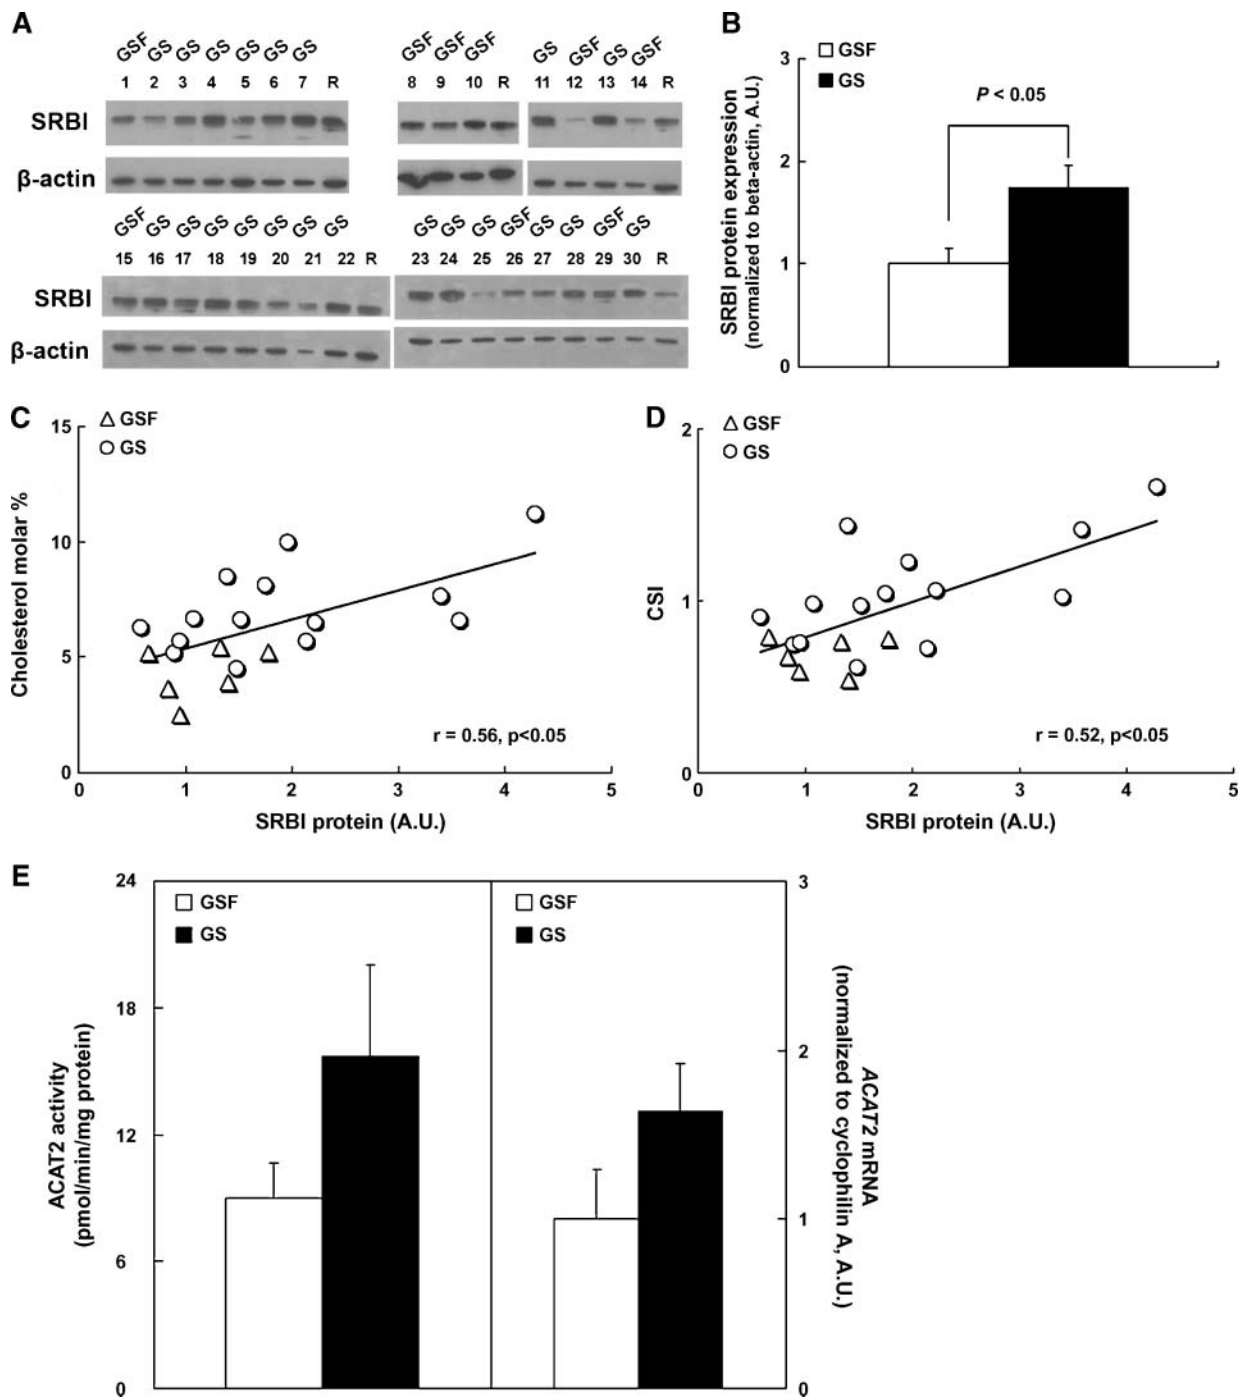 A
GSF GS GS GS GS GS GS
1 2 3 4 5 6 7 R
GSF GSF GSF
8 9 10 R
GS GSF GS GSF
11 12 13 14 R
SRBI
β-actin
GSF GS GS GS GS GS GS GS
15 16 17 18 19 20 21 22 R
GS GS GS GSF GS GS GSF GS
23 24 25 26 27 28 29 30 R
SRBI
β-actin
B
GSF
GS
P < 0.05
SRBI protein expression
(normalized to beta-actin, A.U.)
3
2
1
0
C
GSF
GS
Cholesterol molar %
15
10
5
0
r = 0.56, p<0.05
0 1 2 3 4 5
SRBI protein (A.U.)
D
GSF
GS
CSI
2
1
0
r = 0.52, p<0.05
0 1 2 3 4 5
SRBI protein (A.U.)
E
GSF
GS
ACAT2 activity
(pmol/min/mg protein)
24
18
12
6
0
GSF
GS
3
2
1
0
ACAT2 mRNA
(normalized to cyclophilin A, A.U.)